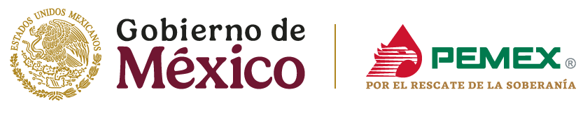 ESTADOS UNIDOS MEXICANOS
Gobierno de
México
PEMEX®
POR EL RESCATE DE LA SOBERANÍA